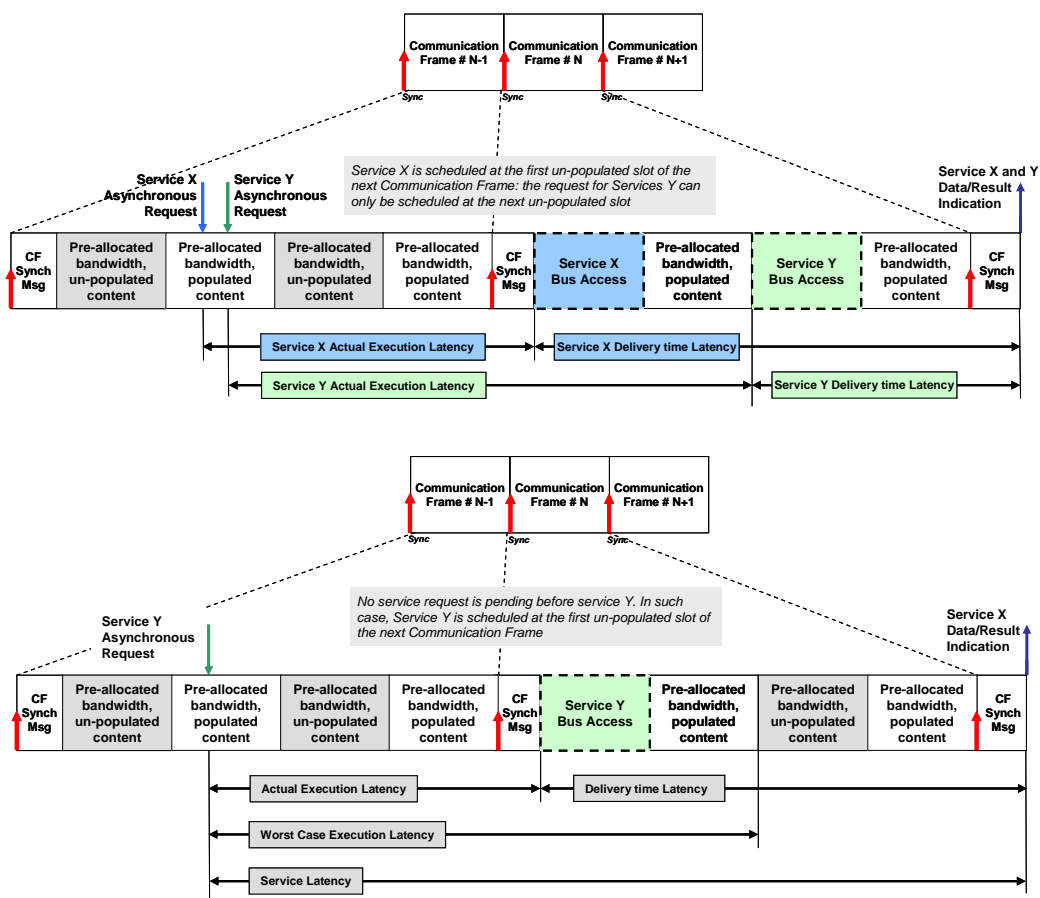 Communication
Frame # N-1
Communication
Frame # N
Communication
Frame # N+1
Sync
Sync
Sync
Service X is scheduled at the first un-populated slot of the
next Communication Frame: the request for Services Y can
only be scheduled at the next un-populated slot
Service X
Asynchronous
Request
Service Y
Asynchronous
Request
Service X and Y
Data/Result
Indication
CF
Synch
Msg
Pre-allocated
bandwidth,
un-populated
content
Pre-allocated
bandwidth,
populated
content
Pre-allocated
bandwidth,
un-populated
content
Pre-allocated
bandwidth,
populated
content
CF
Synch
Msg
Service X
Bus Access
Pre-allocated
bandwidth,
populated
content
Service Y
Bus Access
Pre-allocated
bandwidth,
populated
content
CF
Synch
Msg
Service X Actual Execution Latency
Service X Delivery time Latency
Service Y Actual Execution Latency
Service Y Delivery time Latency
Communication
Frame # N-1
Communication
Frame # N
Communication
Frame # N+1
Sync
Sync
Sync
No service request is pending before service Y. In such
case, Service Y is scheduled at the first un-populated slot of
the next Communication Frame
Service Y
Asynchronous
Request
Service X
Data/Result
Indication
CF
Synch
Msg
Pre-allocated
bandwidth,
un-populated
content
Pre-allocated
bandwidth,
populated
content
Pre-allocated
bandwidth,
un-populated
content
Pre-allocated
bandwidth,
populated
content
CF
Synch
Msg
Service Y
Bus Access
Pre-allocated
bandwidth,
populated
content
Pre-allocated
bandwidth,
un-populated
content
Pre-allocated
bandwidth,
populated
content
CF
Synch
Msg
Actual Execution Latency
Delivery time Latency
Worst Case Execution Latency
Service Latency